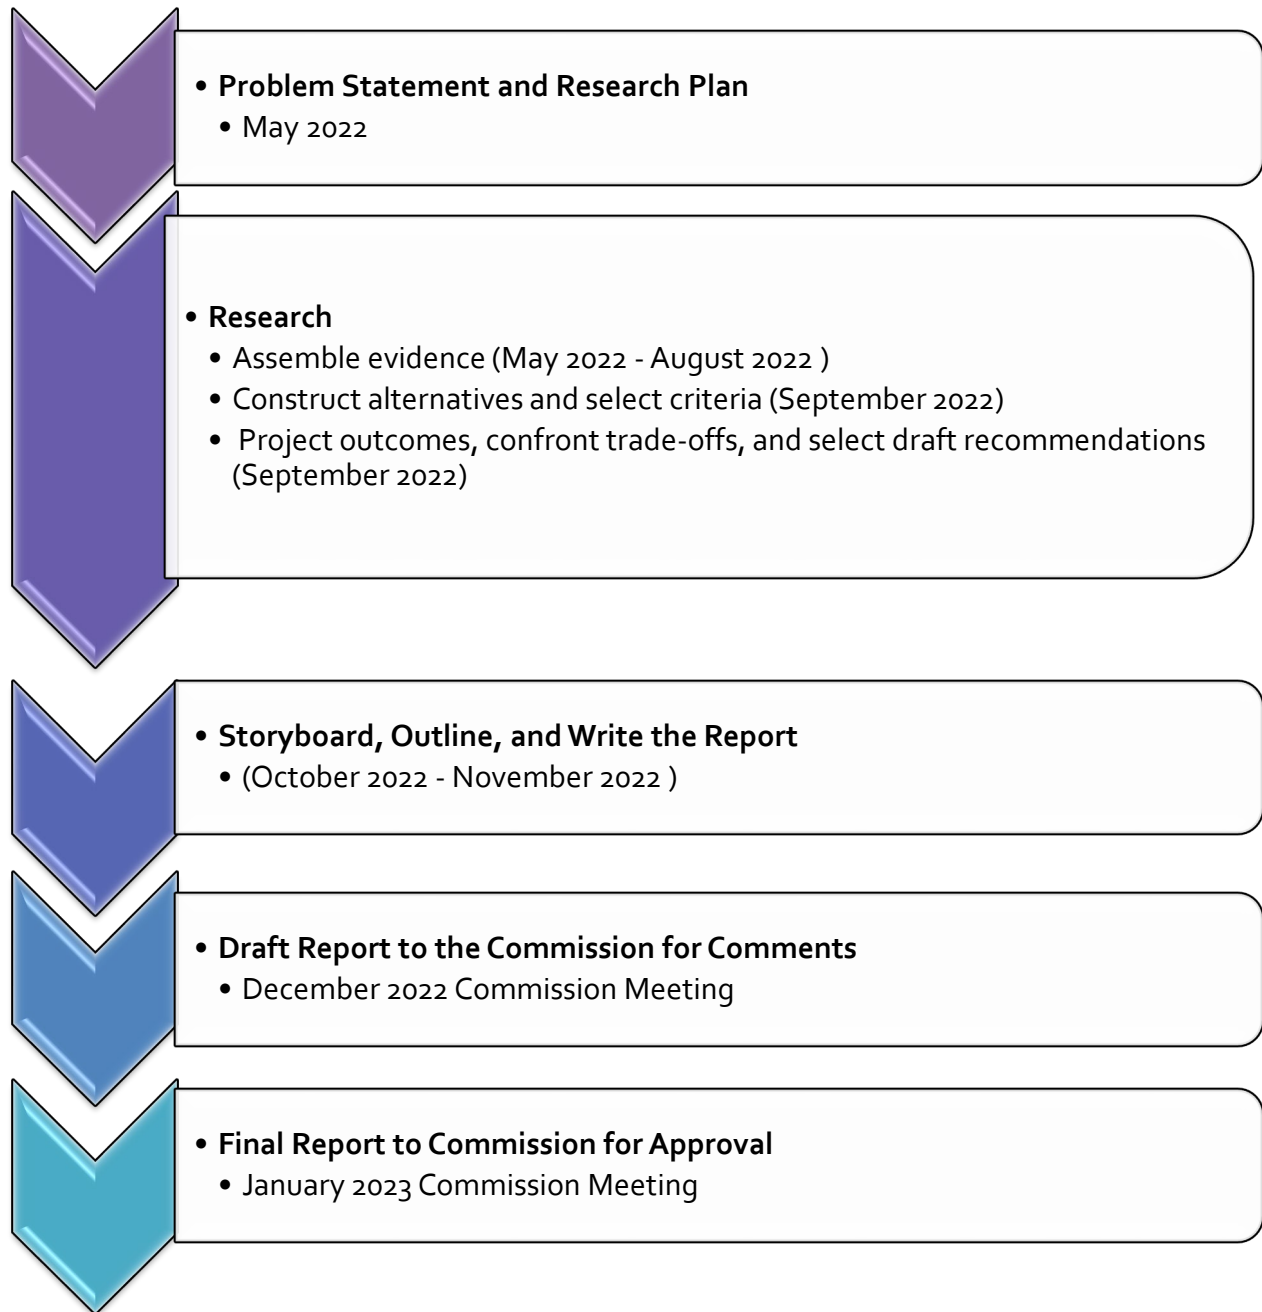 • Problem Statement and Research Plan
• May 2022
• Research
• Assemble evidence (May 2022 - August 2022 )
• Construct alternatives and select criteria (September 2022)
• Project outcomes, confront trade-offs, and select draft recommendations
(September 2022)
• Storyboard, Outline, and Write the Report
• (October 2022 - November 2022 )
• Draft Report to the Commission for Comments
• December 2022 Commission Meeting
• Final Report to Commission for Approval
• January 2023 Commission Meeting